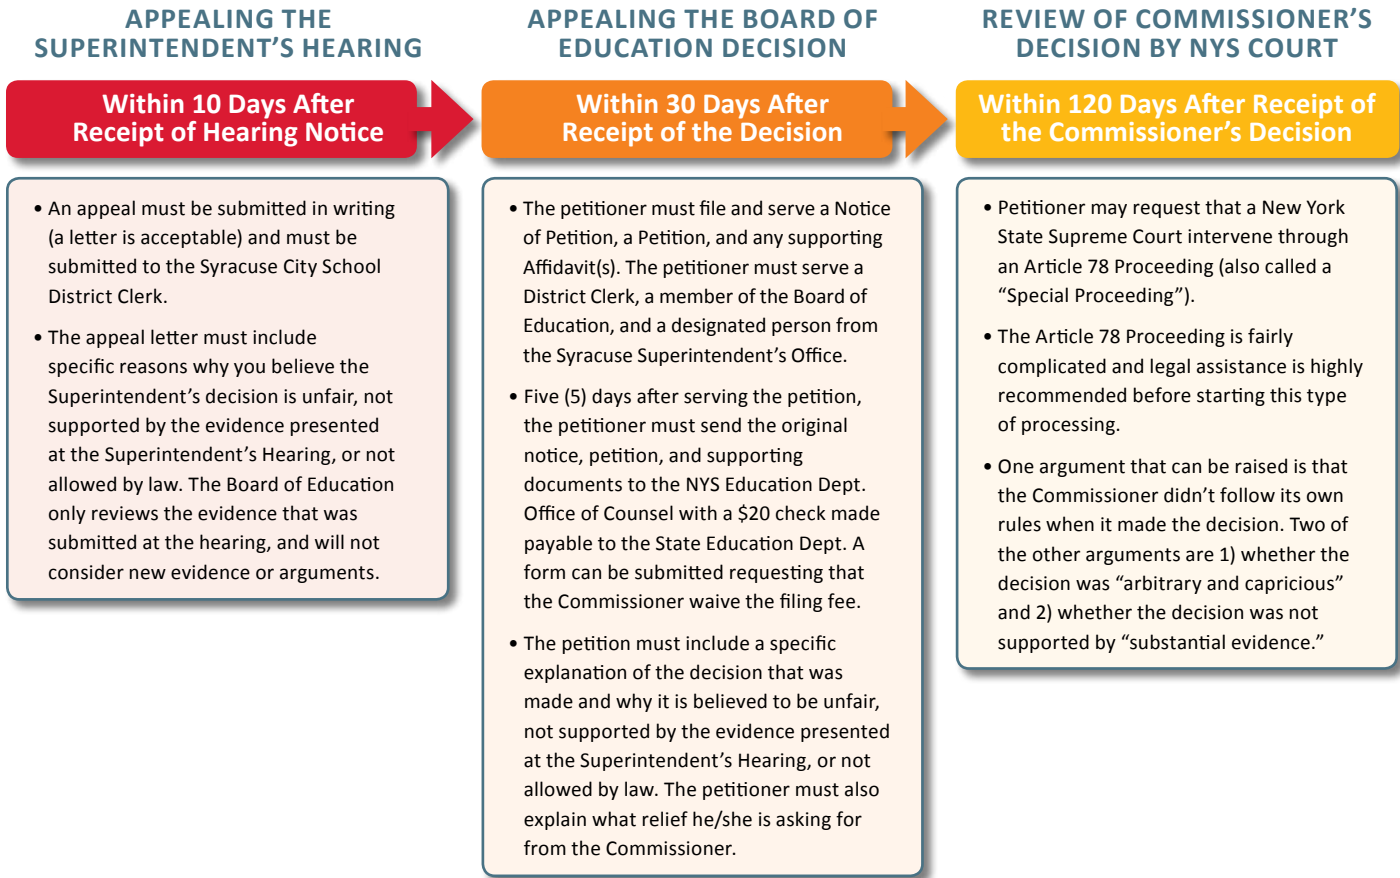 APPEALING THE
SUPERINTENDENT’S HEARING
Within 10 Days After
Receipt of Hearing Notice
• An appeal must be submitted in writing
(a letter is acceptable) and must be
submitted to the Syracuse City School
District Clerk.
• The appeal letter must include
specific reasons why you believe the
Superintendent’s decision is unfair, not
supported by the evidence presented
at the Superintendent’s Hearing, or not
allowed by law. The Board of Education
only reviews the evidence that was
submitted at the hearing, and will not
consider new evidence or arguments.
APPEALING THE BOARD OF
EDUCATION DECISION
Within 30 Days After
Receipt of the Decision
• The petitioner must file and serve a Notice
of Petition, a Petition, and any supporting
Affidavit(s). The petitioner must serve a
District Clerk, a member of the Board of
Education, and a designated person from
the Syracuse Superintendent’s Office.
• Five (5) days after serving the petition,
the petitioner must send the original
notice, petition, and supporting
documents to the NYS Education Dept.
Office of Counsel with a $20 check made
payable to the State Education Dept. A
form can be submitted requesting that
the Commissioner waive the filing fee.
• The petition must include a specific
explanation of the decision that was
made and why it is believed to be unfair,
not supported by the evidence presented
at the Superintendent’s Hearing, or not
allowed by law. The petitioner must also
explain what relief he/she is asking for
from the Commissioner.
REVIEW OF COMMISSIONER’S
DECISION BY NYS COURT
Within 120 Days After Receipt of
the Commissioner’s Decision
• Petitioner may request that a New York
State Supreme Court intervene through
an Article 78 Proceeding (also called a
“Special Proceeding”).
• The Article 78 Proceeding is fairly
complicated and legal assistance is highly
recommended before starting this type
of processing.
• One argument that can be raised is that
the Commissioner didn’t follow its own
rules when it made the decision. Two of
the other arguments are 1) whether the
decision was “arbitrary and capricious”
and 2) whether the decision was not
supported by “substantial evidence.”